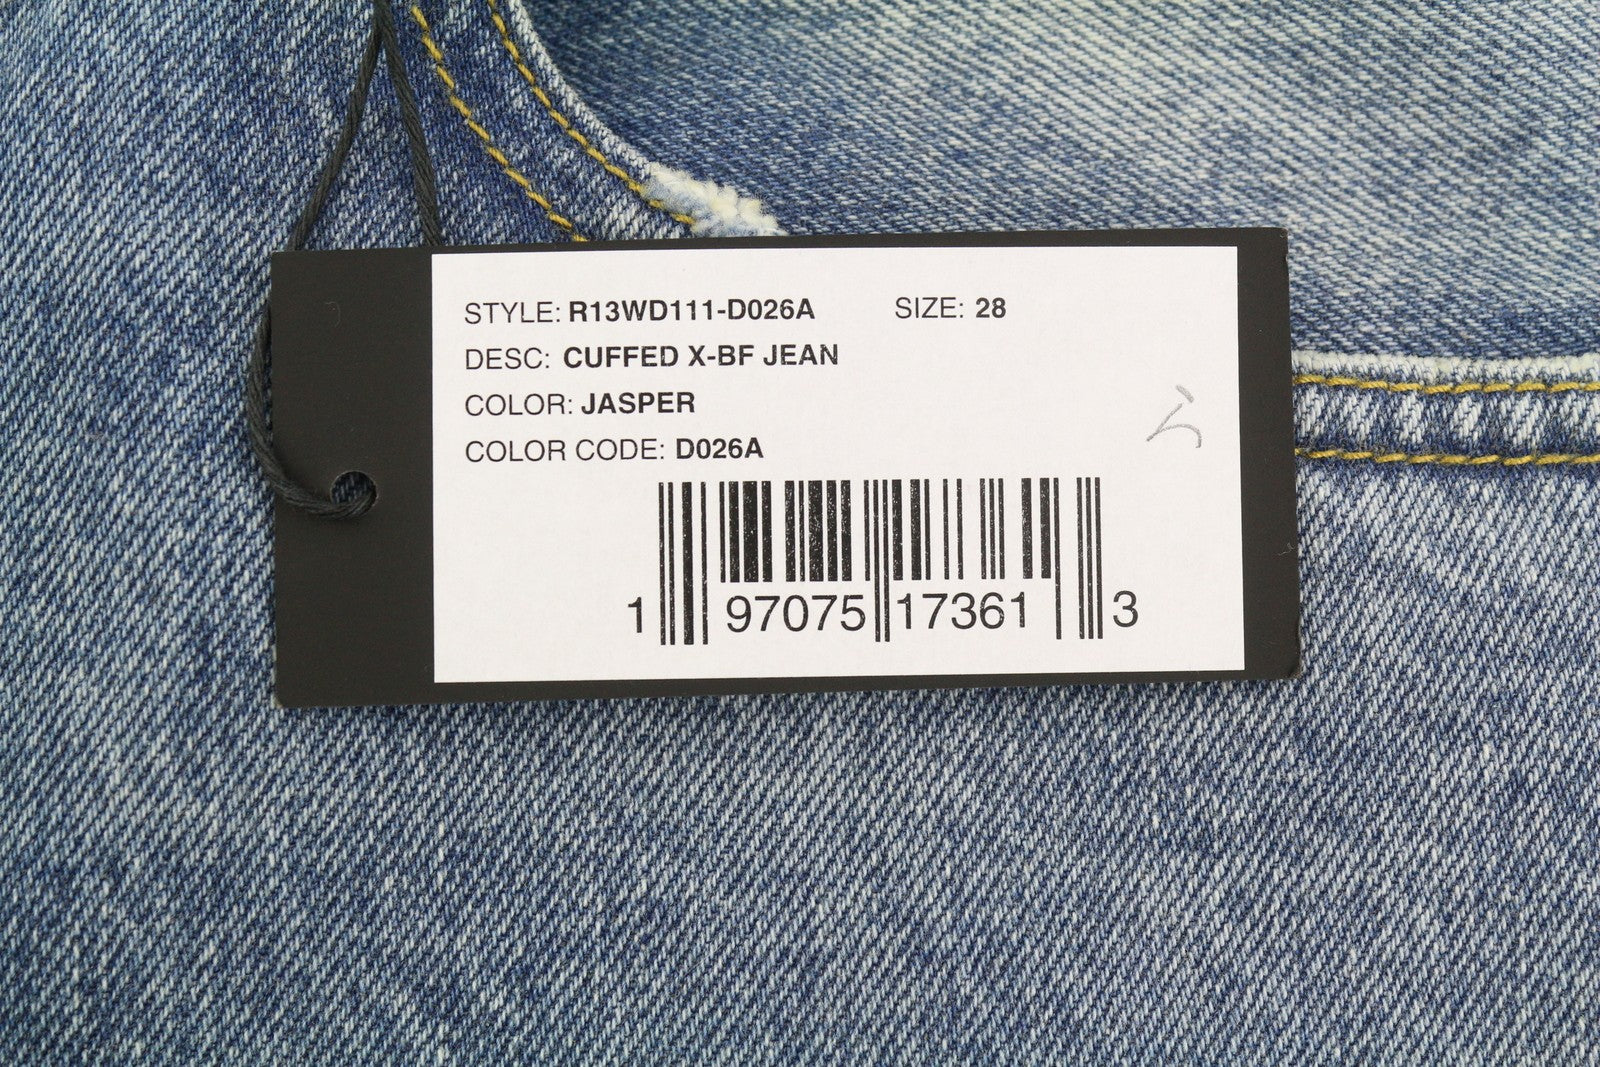 STYLE: R13WD111-D026A SIZE: 28
DESC: CUFFED X-BF JEAN
COLOR: JASPER
COLOR CODE: D026A
1 97075 17361 3